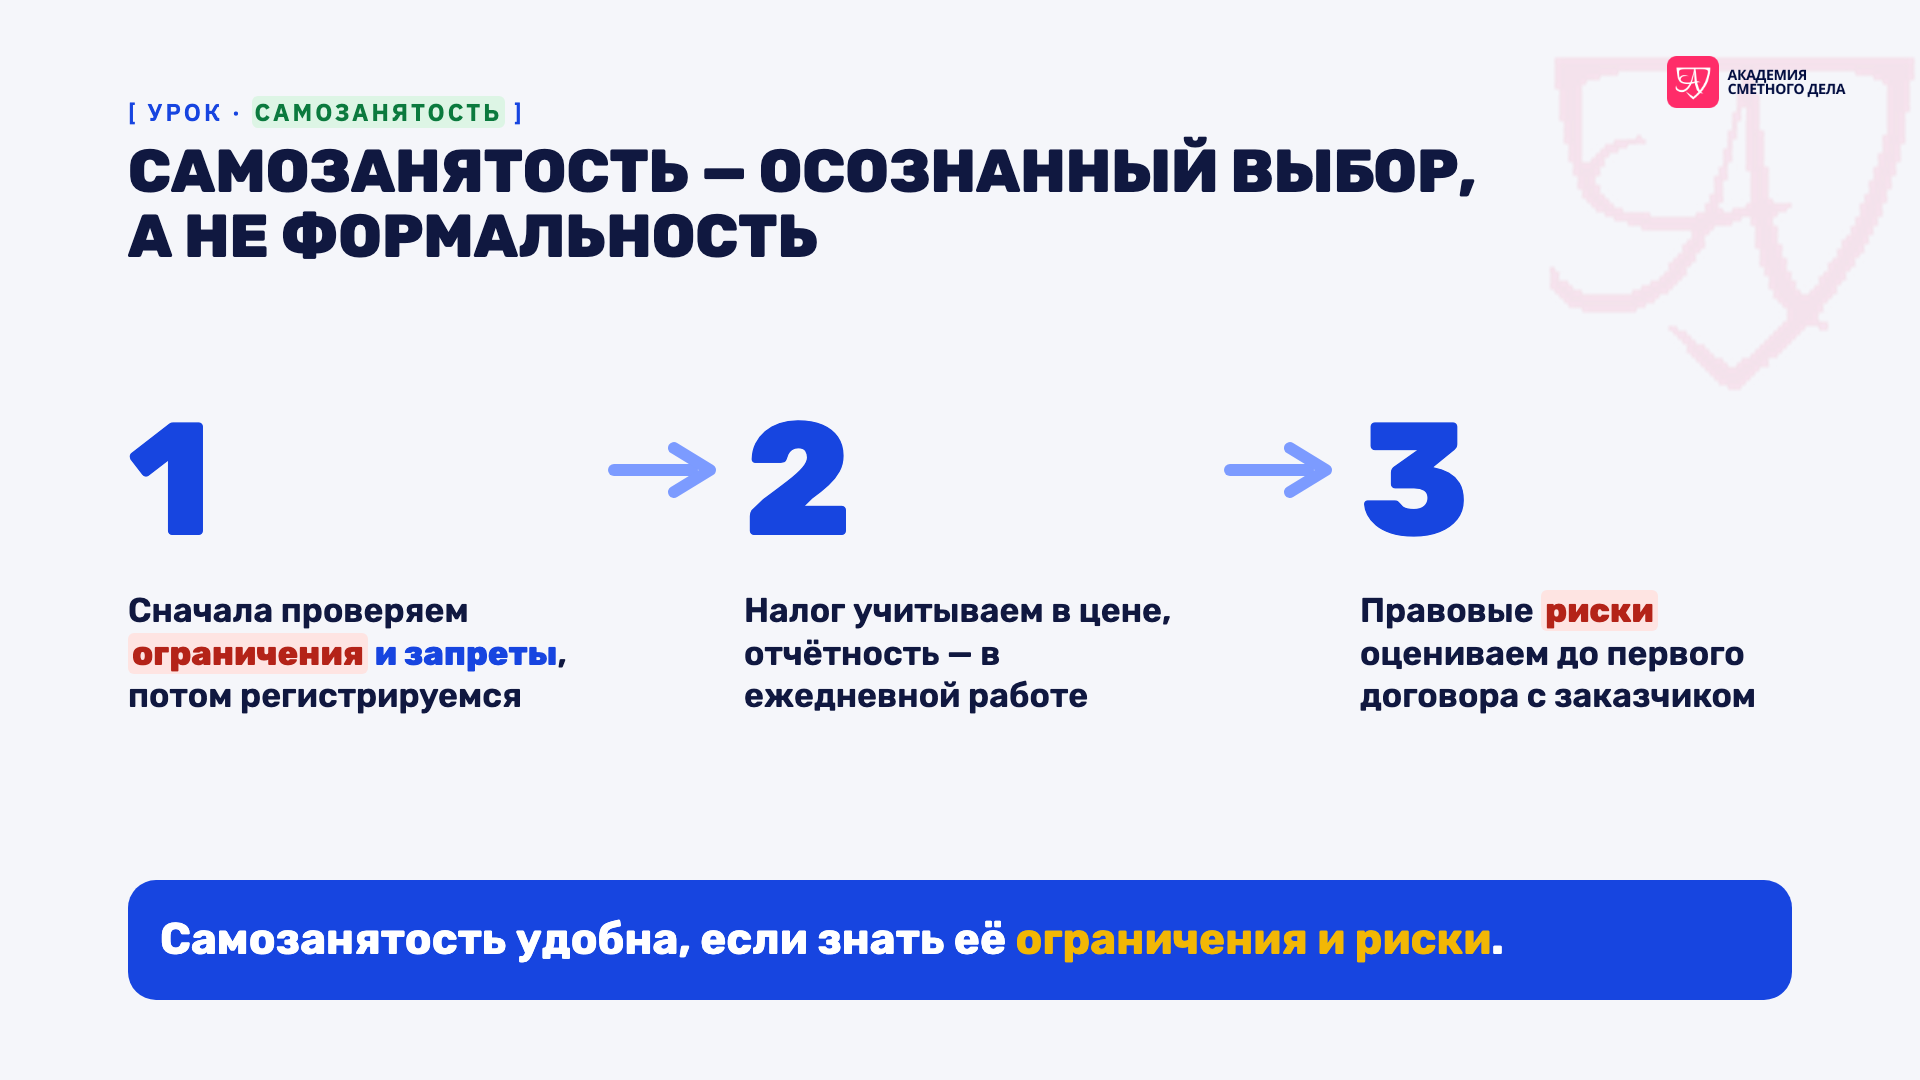 АКАДЕМИЯ
СМЕТНОГО ДЕЛА
[ УРОК · САМОЗАНЯТОСТЬ ]
САМОЗАНЯТОСТЬ — ОСОЗНАННЫЙ ВЫБОР,
А НЕ ФОРМАЛЬНОСТЬ
1
Сначала проверяем
ограничения и запреты,
потом регистрируемся
2
Налог учитываем в цене,
отчётность — в
ежедневной работе
3
Правовые риски
оцениваем до первого
договора с заказчиком
Самозанятость удобна, если знать её ограничения и риски.